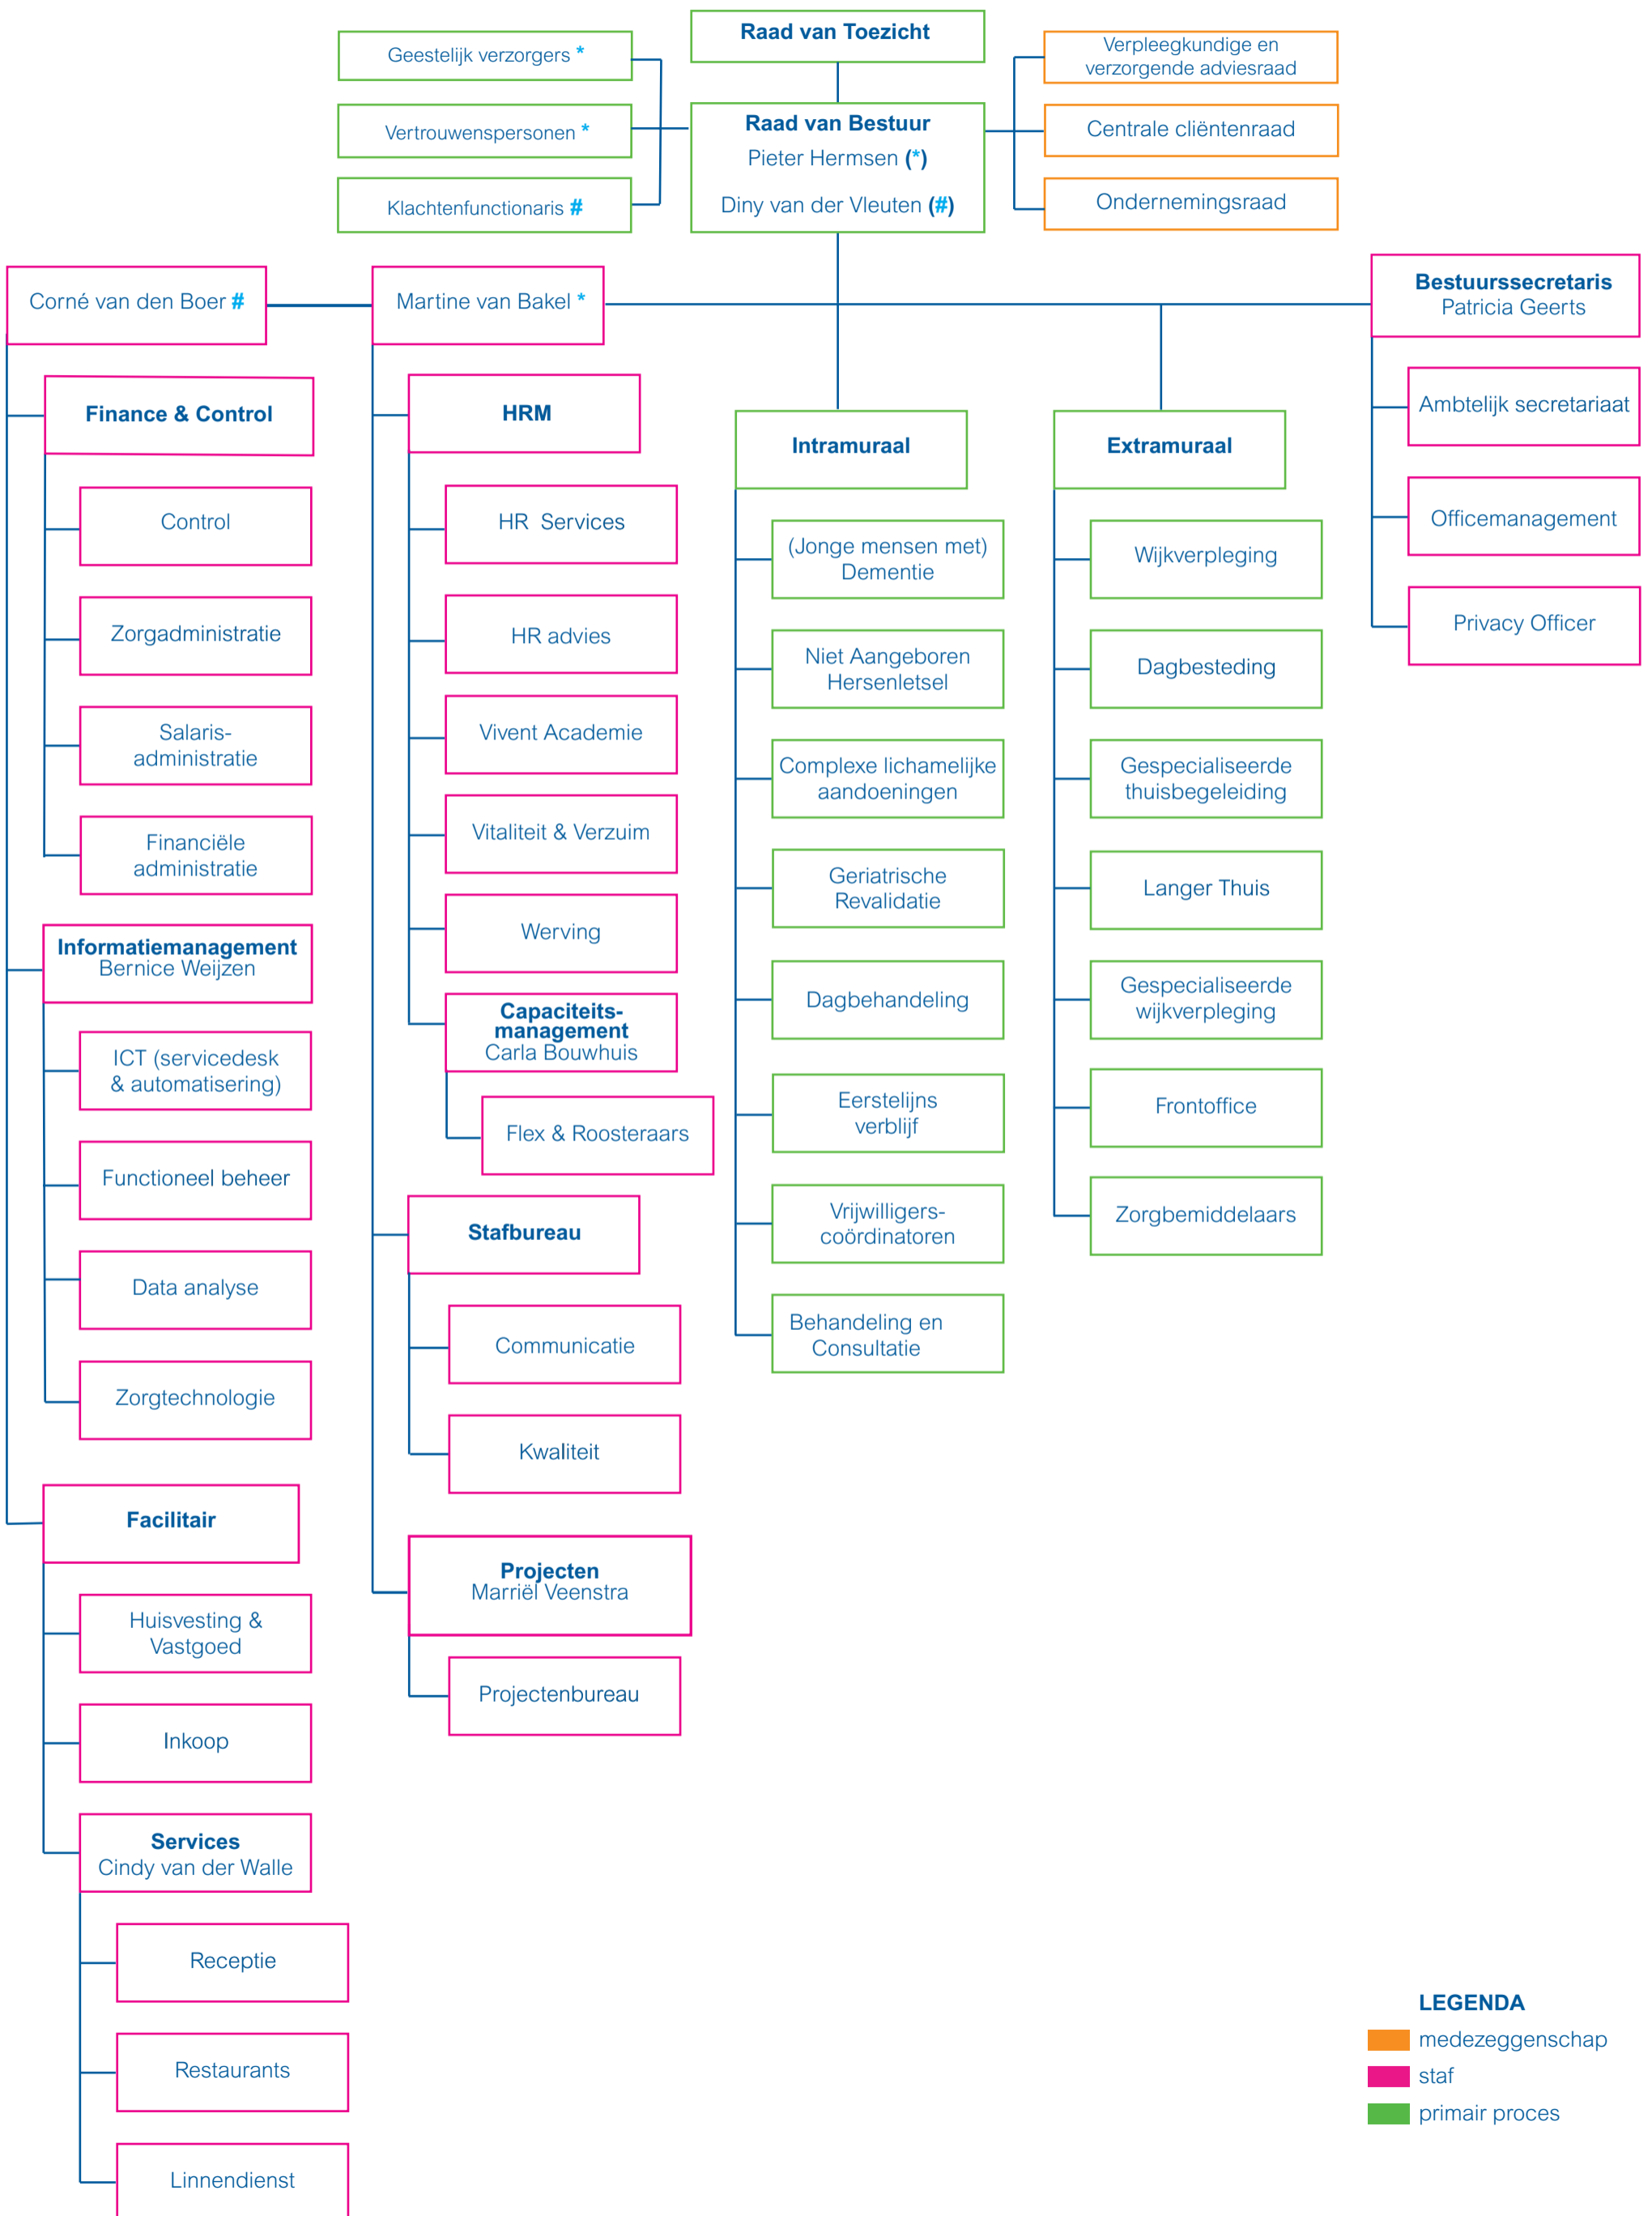 Raad van Toezicht
Geestelijk verzorgers *
Vertrouwenspersonen *
Klachtenfunctionaris #
Raad van Bestuur
Pieter Hermsen (*)
Diny van der Vleuten (#)
Verpleegkundige en
verzorgende adviesraad
Centrale cliëntenraad
Ondernemingsraad
Corné van den Boer #
Finance & Control
Control
Zorgadministratie
Salaris-
administratie
Financiële
administratie
Informatiemanagement
Bernice Weijzen
ICT (servicedesk
& automatisering)
Functioneel beheer
Data analyse
Zorgtechnologie
Facilitair
Huisvesting &
Vastgoed
Inkoop
Services
Cindy van der Walle
Receptie
Restaurants
Linnendienst
Martine van Bakel *
HRM
HR  Services
HR advies
Vivent Academie
Vitaliteit & Verzuim
Werving
Capaciteits-
management
Carla Bouwhuis
Flex & Roosteraars
Stafbureau
Communicatie
Kwaliteit
Projecten
Marriël Veenstra
Projectenbureau
Intramuraal
(Jonge mensen met)
Dementie
Niet Aangeboren
Hersenletsel
Complexe lichamelijke
aandoeningen
Geriatrische
Revalidatie
Dagbehandeling
Eerstelijns
verblijf
Vrijwilligers-
coördinatoren
Behandeling en
Consultatie
Extramuraal
Wijkverpleging
Dagbesteding
Gespecialiseerde
thuisbegeleiding
Langer Thuis
Gespecialiseerde
wijkverpleging
Frontoffice
Zorgbemiddelaars
Bestuurssecretaris
Patricia Geerts
Ambtelijk secretariaat
Officemanagement
Privacy Officer
LEGENDA
medezeggenschap
staf
primair proces